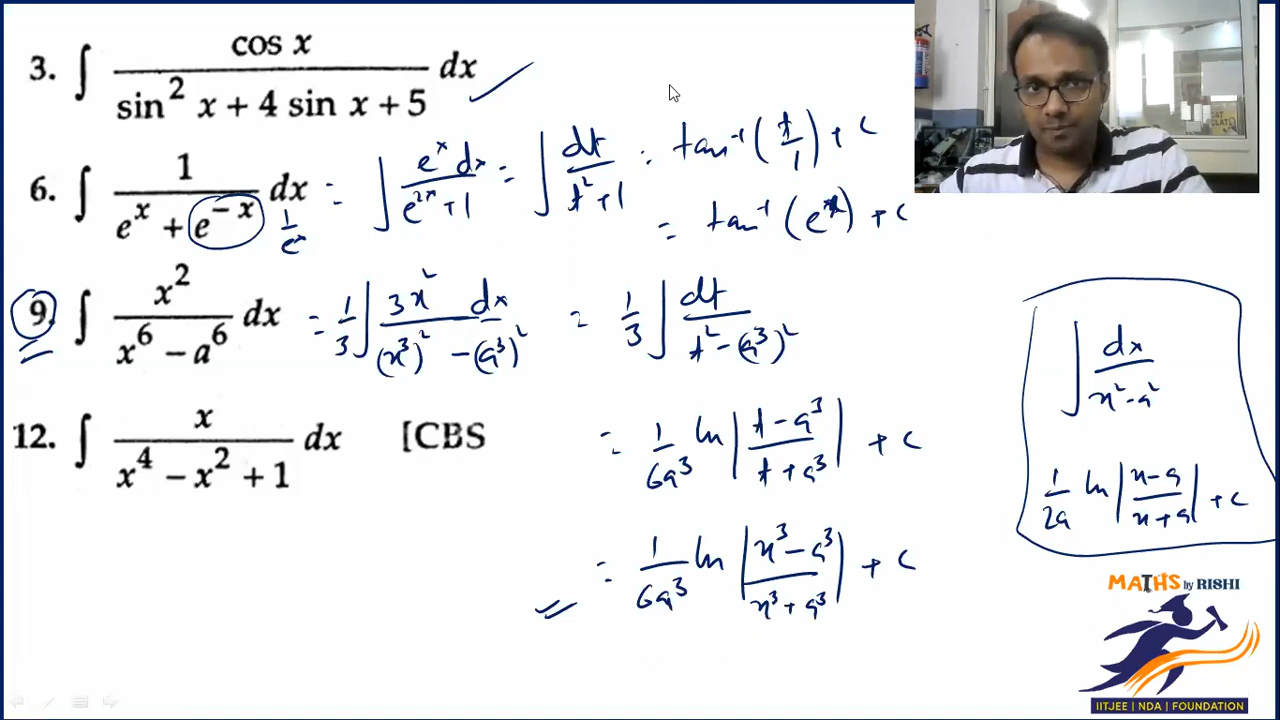 3. ∫ cos x / (sin² x + 4 sin x + 5) dx ✓
6. ∫ 1 / (eˣ + e⁻ˣ) dx = ∫ eˣ dx / (e²ˣ + 1) = ∫ dt / (t² + 1) = tan⁻¹ (t/1) + c
1/eˣ
= tan⁻¹ (eˣ) + c
9. ∫ x² / (x⁶ − a⁶) dx = 1/3 ∫ 3x² dx / ((x³)² − (a³)²) = 1/3 ∫ dt / (t² − (a³)²)
= 1/6a³ ln |(t − a³) / (t + a³)| + c
= 1/6a³ ln |(x³ − a³) / (x³ + a³)| + c
12. ∫ x / (x⁴ − x² + 1) dx [CBS
∫ dx / (x² − a²)
1/2a ln |(x − a) / (x + a)| + c
MATHS by RISHI
IITJEE | NDA | FOUNDATION